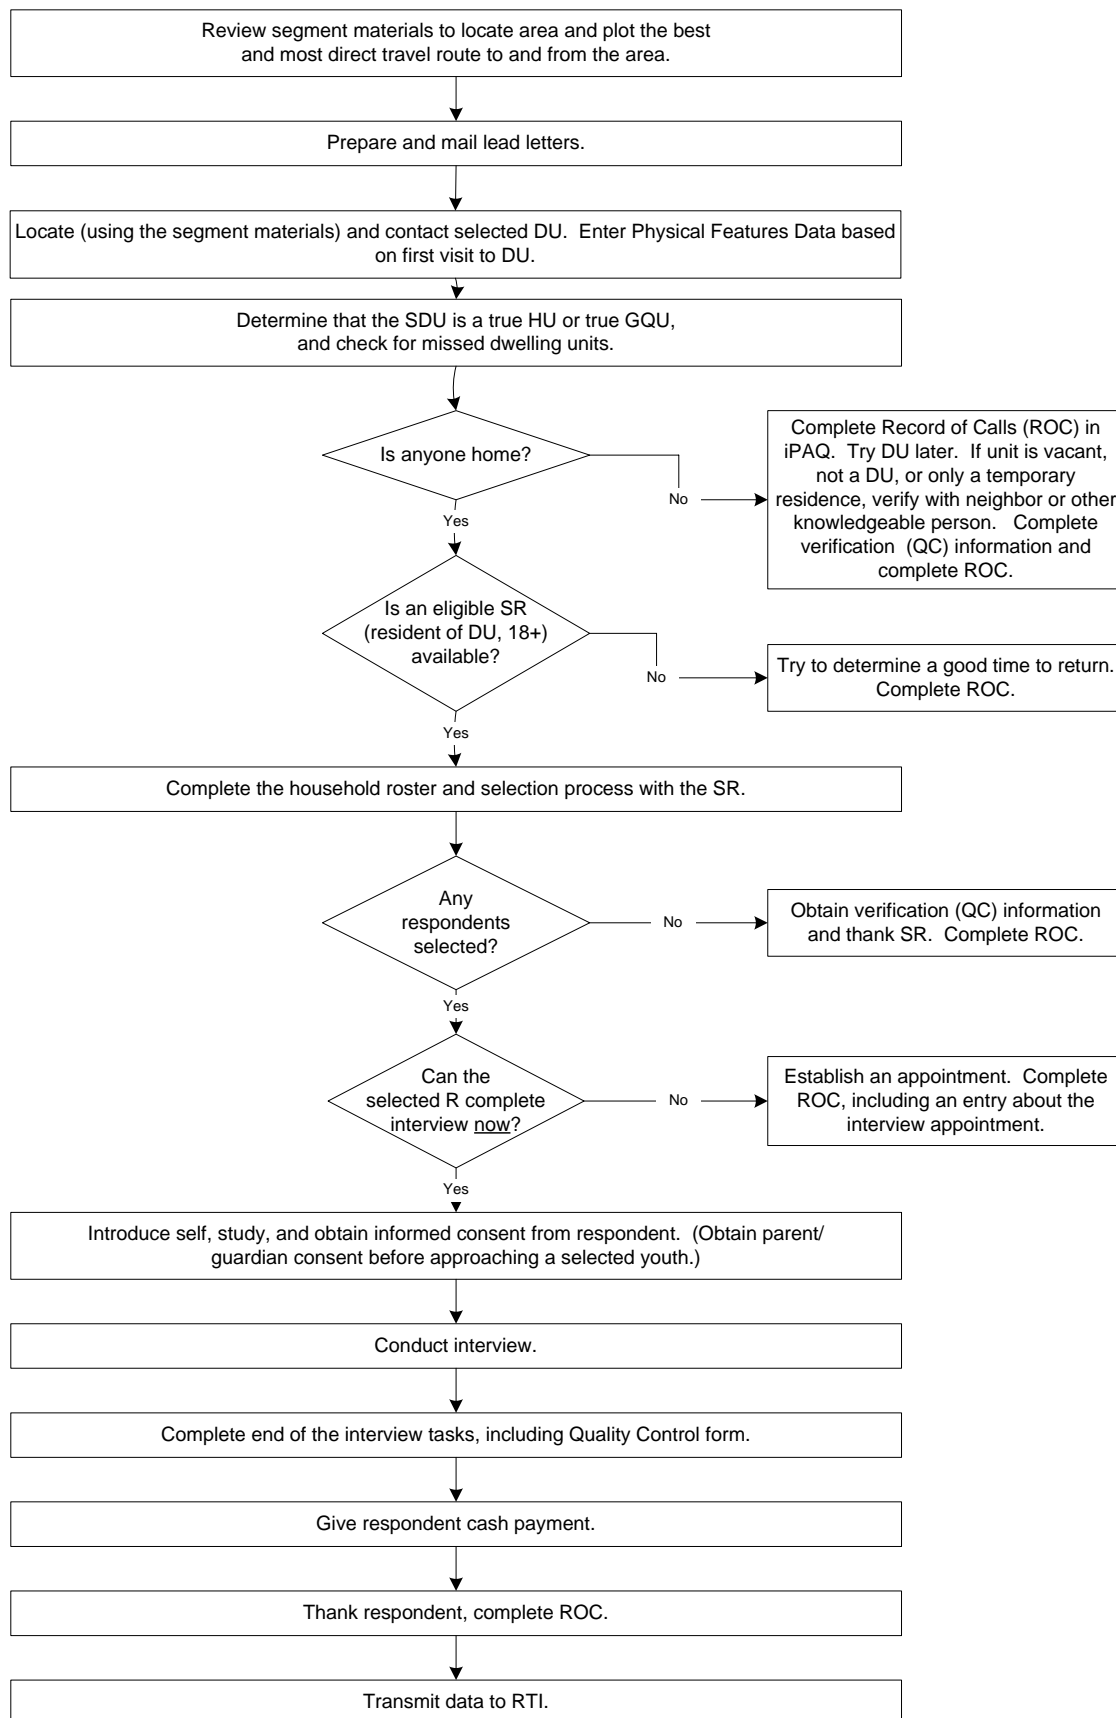 Review segment materials to locate area and plot the best
and most direct travel route to and from the area.
Prepare and mail lead letters.
Locate (using the segment materials) and contact selected DU.  Enter Physical Features Data based
on first visit to DU.
Determine that the SDU is a true HU or true GQU,
and check for missed dwelling units.
Is anyone home?
No
Complete Record of Calls (ROC) in
iPAQ.  Try DU later.  If unit is vacant,
not a DU, or only a temporary
residence, verify with neighbor or other
knowledgeable person.   Complete
verification  (QC) information and
complete ROC.
Yes
Is an eligible SR
(resident of DU, 18+)
available?
No
Try to determine a good time to return.
Complete ROC.
Yes
Complete the household roster and selection process with the SR.
Any
respondents
selected?
No
Obtain verification (QC) information
and thank SR.  Complete ROC.
Yes
Can the
selected R complete
interview now?
No
Establish an appointment.  Complete
ROC, including an entry about the
interview appointment.
Yes
Introduce self, study, and obtain informed consent from respondent.  (Obtain parent/
guardian consent before approaching a selected youth.)
Conduct interview.
Complete end of the interview tasks, including Quality Control form.
Give respondent cash payment.
Thank respondent, complete ROC.
Transmit data to RTI.